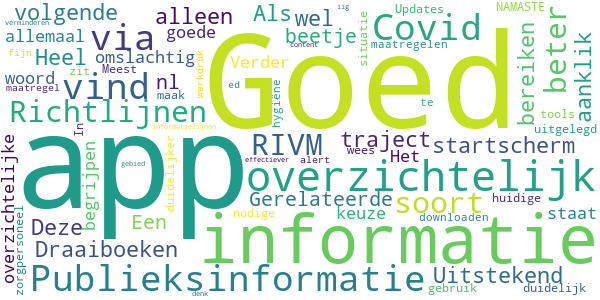 verminderen
volgende
allemaal
Heel
woord
maatregel
fijn
zit
Meest
via
alleen
goede
omslachtig
nl
maak
vind
Richtlijnen
werkdruk
Als
wel
beetje
Verder
ed
hygiëne
content
iig
situatie
Covid
Updates
maatregelen
NAMASTE
bereiken
beter
aanklik
te
tools
uitgelegd
Goed
app
RIVM
traject
Het
wees
alert
effectiever
startscherm
overzichtelijk
huidige
overzichtelijke
zorgpersoneel
In
begrijpen
duidelijker
informatielijnen
gebied
Een
nodige
Deze
Draaiboeken
Gerelateerde
keuze
soort
downloaden
staat
informatie
Publieksinformatie
Uitstekend
gebruik
duidelijk
denk